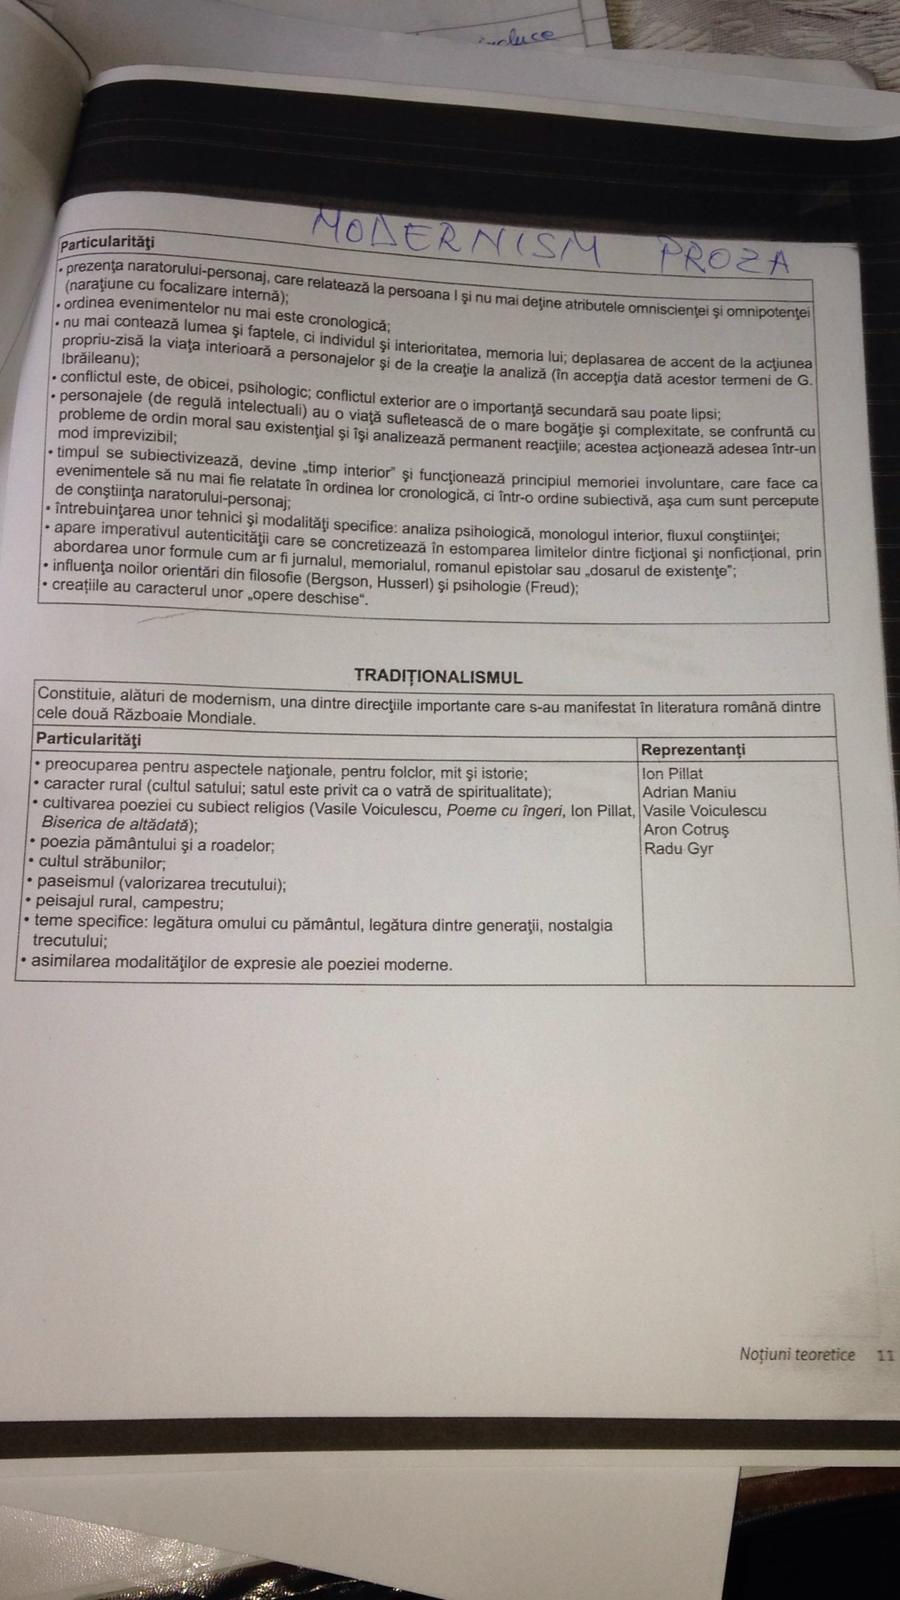 MODERNISM PROZA
Particularităţi
• prezenţa naratorului-personaj, care relatează la persoana I şi nu mai deţine atributele omniscienţei şi omnipotenţei
(naraţiune cu focalizare internă);
• ordinea evenimentelor nu mai este cronologică;
• nu mai contează lumea şi faptele, ci individul şi interioritatea, memoria lui; deplasarea de accent de la acţiunea
propriu-zisă la viaţa interioară a personajelor şi de la creaţie la analiză (în accepţia dată acestor termeni de G.
Ibrăileanu);
• conflictul este, de obicei, psihologic; conflictul exterior are o importanţă secundară sau poate lipsi;
• personajele (de regulă intelectuali) au o viaţă sufletească de o mare bogăţie şi complexitate, se confruntă cu
probleme de ordin moral sau existenţial şi îşi analizează permanent reacţiile; acestea acţionează adesea într-un
mod imprevizibil;
• timpul se subiectivizează, devine „timp interior” şi funcţionează principiul memoriei involuntare, care face ca
evenimentele să nu mai fie relatate în ordinea lor cronologică, ci într-o ordine subiectivă, aşa cum sunt percepute
de conştiinţa naratorului-personaj;
• întrebuinţarea unor tehnici şi modalităţi specifice: analiza psihologică, monologul interior, fluxul conştiinţei;
• apare imperativul autenticităţii care se concretizează în estomparea limitelor dintre ficţional şi nonficţional, prin
abordarea unor formule cum ar fi jurnalul, memorialul, romanul epistolar sau „dosarul de existenţe”;
• influenţa noilor orientări din filosofie (Bergson, Husserl) şi psihologie (Freud);
• creaţiile au caracterul unor „opere deschise“.
TRADIŢIONALISMUL
Constituie, alături de modernism, una dintre direcţiile importante care s-au manifestat în literatura română dintre
cele două Războaie Mondiale.
Particularităţi
• preocuparea pentru aspectele naţionale, pentru folclor, mit şi istorie;
• caracter rural (cultul satului; satul este privit ca o vatră de spiritualitate);
• cultivarea poeziei cu subiect religios (Vasile Voiculescu, Poeme cu îngeri, Ion Pillat,
Biserica de altădată);
• poezia pământului şi a roadelor;
• cultul străbunilor;
• paseismul (valorizarea trecutului);
• peisajul rural, campestru;
• teme specifice: legătura omului cu pământul, legătura dintre generaţii, nostalgia
trecutului;
• asimilarea modalităţilor de expresie ale poeziei moderne.
Reprezentanţi
Ion Pillat
Adrian Maniu
Vasile Voiculescu
Aron Cotruş
Radu Gyr
Noţiuni teoretice 11